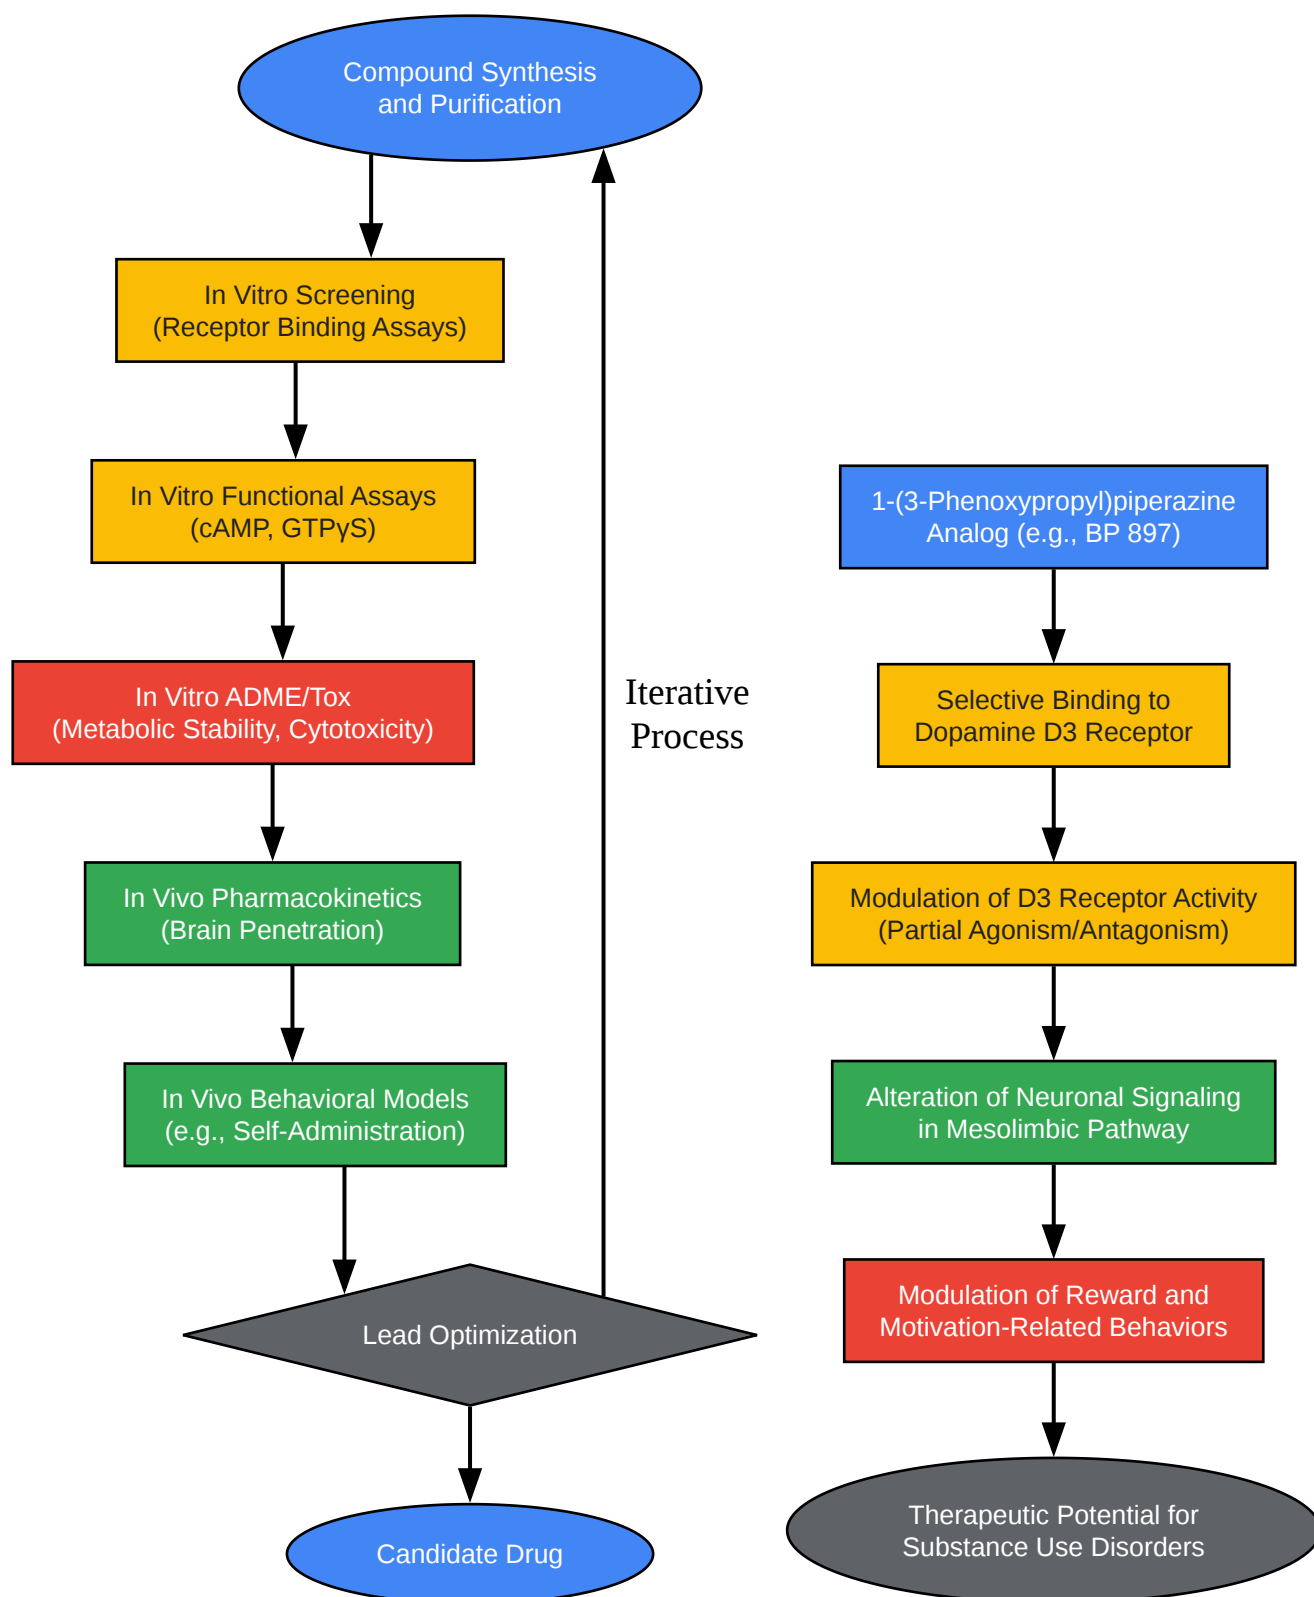 Compound Synthesis
and Purification
In Vitro Screening
(Receptor Binding Assays)
In Vitro Functional Assays
(cAMP, GTPγS)
In Vitro ADME/Tox
(Metabolic Stability, Cytotoxicity)
In Vivo Pharmacokinetics
(Brain Penetration)
In Vivo Behavioral Models
(e.g., Self-Administration)
Lead Optimization
Candidate Drug
Iterative
Process
1-(3-Phenoxypropyl)piperazine
Analog (e.g., BP 897)
Selective Binding to
Dopamine D3 Receptor
Modulation of D3 Receptor Activity
(Partial Agonism/Antagonism)
Alteration of Neuronal Signaling
in Mesolimbic Pathway
Modulation of Reward and
Motivation-Related Behaviors
Therapeutic Potential for
Substance Use Disorders